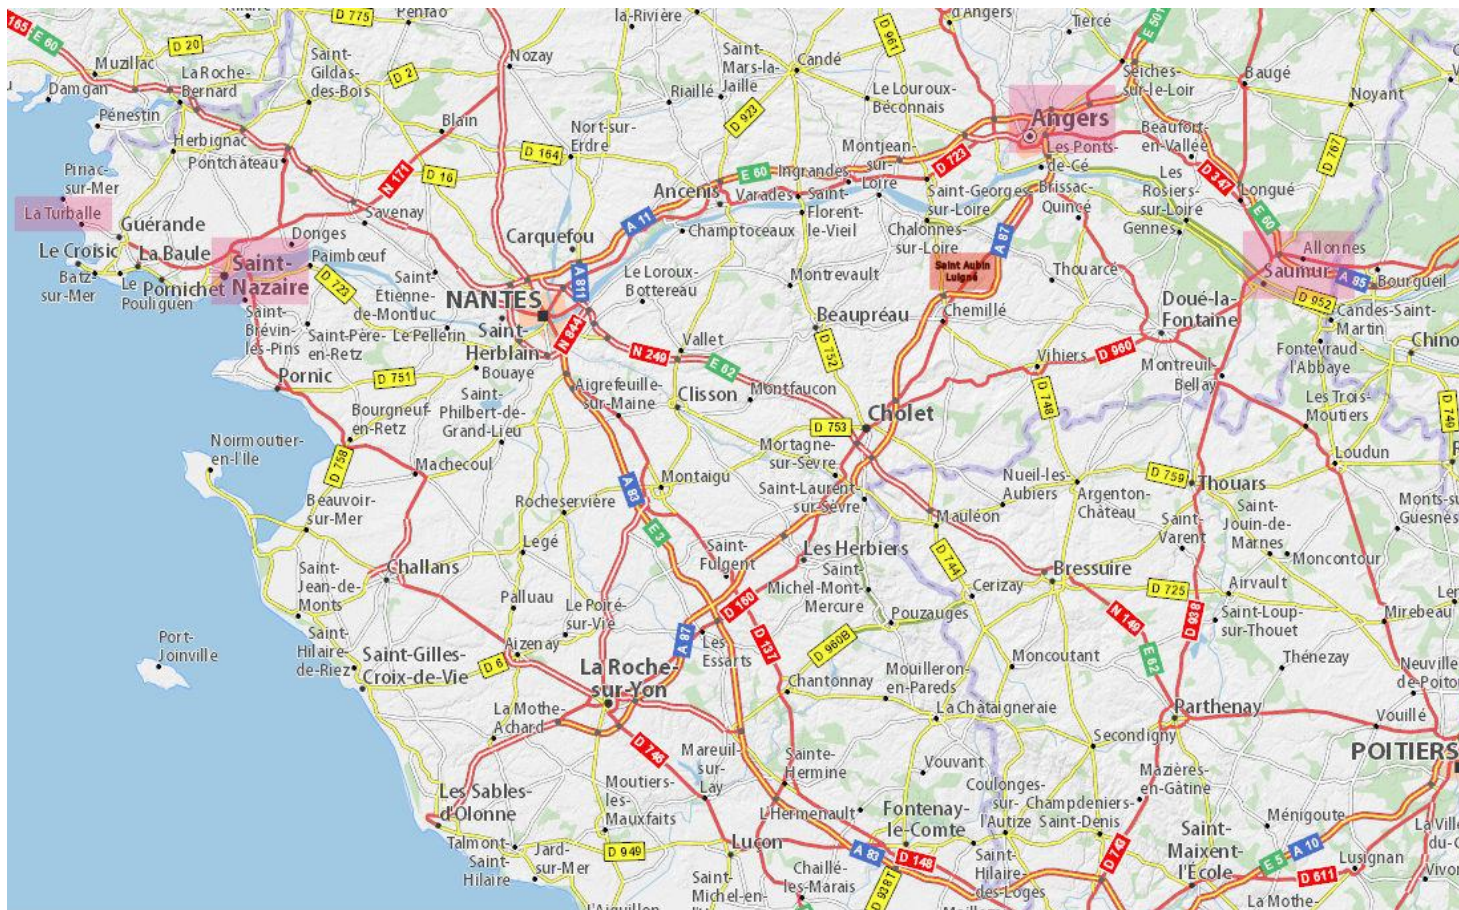 165
E 60
D 775
Penfao
la-Rivière
d'Angers
Tiercé
E 501
D 20
Muzillac
La Roche-
Bernard
Saint-
Gildas-
des-Bois
D 2
Nozay
Saint-
Mars-la-
Jaille
Candé
D 961
Seiches-
sur-le-Loir
Baugé
Damgan
Pénestin
Riaillé
Le Louroux-
Béconnais
Noyant
Herbignac
Pontchâteau
Blain
D 164
Nort-sur-
Erdre
D 923
Angers
Beaufort-
en-Vallée
D 767
Piriac-
sur-Mer
N 171
D 16
E 60
Ancenis
Varades
Ingrandes
Montjean-
sur-
Loire
D 723
Les Ponts-
de-Cé
D 347
Longué
La Turballe
Guérande
Savenay
A 11
Saint-
Florent-
le-Vieil
Saint-Georges-
sur-Loire
Brissac-
Quincé
Les
Rosiers-
sur-Loire
E 60
Le Croisic
La Baule
Donges
Carquefou
Champtoceaux
Chalonnes-
sur-Loire
A 87
Gennes
Allonnes
Batz-
sur-Mer
Le
Pouliguen
Pornichet
Saint-
Nazaire
Paimbœuf
D 723
Saint-
Étienne-
de-Montluc
A 811
Le Loroux-
Bottereau
Montrevault
Saint Aubin
Luigné
Thouarcé
Saumur
A 85
Bourgueil
D 952
NANTES
Saint-
Brévin-
les-Pins
Saint-Père-
en-Retz
Le Pellerin
Saint-
Herblain
N 844
Beaupréau
Chemillé
Doué-la-
Fontaine
Candes-Saint-
Martin
Vallet
N 249
E 62
D 752
Vihiers
D 960
Fontevraud-
l'Abbaye
Chino
Pornic
D 751
Bouaye
Aigrefeuille-
sur-Maine
Clisson
Montfaucon
Montreuil-
Bellay
Bourgneuf-
en-Retz
Saint-
Philbert-de-
Grand-Lieu
Cholet
D 753
D 748
Les Trois-
Moutiers
D 749
Noirmoutier-
en-l'Ile
D 758
Machecoul
Mortagne-
sur-Sèvre
Loudun
Beauvoir-
sur-Mer
Rocheservière
A 83
Montaigu
Saint-Laurent-
sur-Sèvre
Nueil-les-
Aubiers
Argenton-
Château
D 759
Thouars
Monts-su
Guesnes
E 3
Mauléon
Saint-
Varent
Saint-
Jouin-de-
Marnes
Legé
Saint-
Fulgent
Les Herbiers
D 744
Moncontour
Challans
Saint-
Jean-de-
Monts
Saint-
Michel-Mont-
Mercure
Cerizay
Bressuire
D 725
Airvault
Palluau
Le Poiré-
sur-Vie
D 160
Pouzauges
N 149
D 938
Saint-Loup-
sur-Thouet
Mirebeau
Port-
Joinville
Saint-
Hilaire-
de-Riez
Aizenay
A 87
D 137
D 960B
E 62
Saint-Gilles-
Croix-de-Vie
D 6
Les
Essarts
Moncoutant
Thénezay
La Roche-
sur-Yon
Chantonnay
Mouilleron-
en-Pareds
Neuville
de-Poitou
La Mothe-
Achard
La Châtaigneraie
Parthenay
Vouillé
D 746
Secondigny
Mareuil-
sur-
Lay
Sainte-
Hermine
Vouvant
POITIERS
Les Sables-
d'Olonne
Moutiers-
les-
Mauxfaits
L'Hermenault
Fontenay-
le-Comte
Coulonges-
sur-
l'Autize
Champdeniers-
Saint-Denis
Mazières-
en-Gâtine
Ménigoute
Talmont-
Saint-
Hilaire
Jard-
sur-Mer
D 949
Luçon
A 83
D 148
D 743
Saint-
Maixent-
l'École
A 10
E 5
Lusignan
La Ville
du-C
Saint-
Michel-en-
Chaillé-
les-Marais
D 938T
Saint-
Hilaire-
des-Loges
D 611
Vivon
La Mothe-
l'Aiguillon